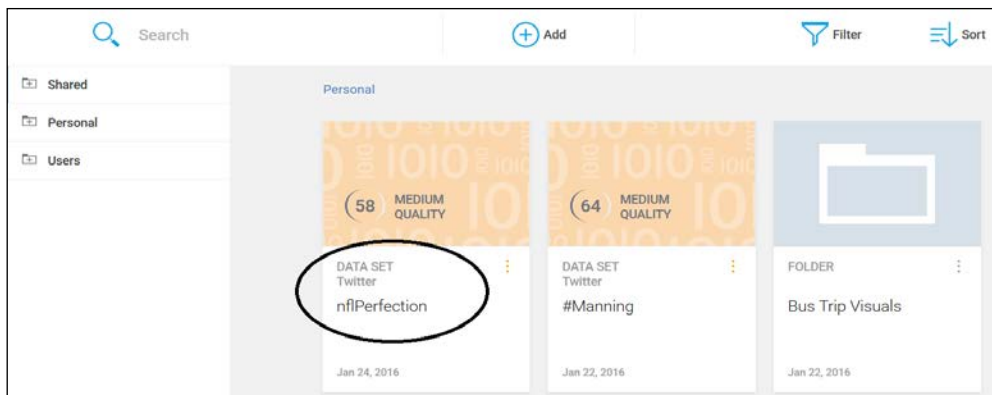 Search
Add
Filter
Sort
Shared
Personal
Users
Personal
58 MEDIUM QUALITY
64 MEDIUM QUALITY
DATA SET
Twitter
nflPerfection
Jan 24, 2016
DATA SET
Twitter
#Manning
Jan 22, 2016
FOLDER
Bus Trip Visuals
Jan 22, 2016